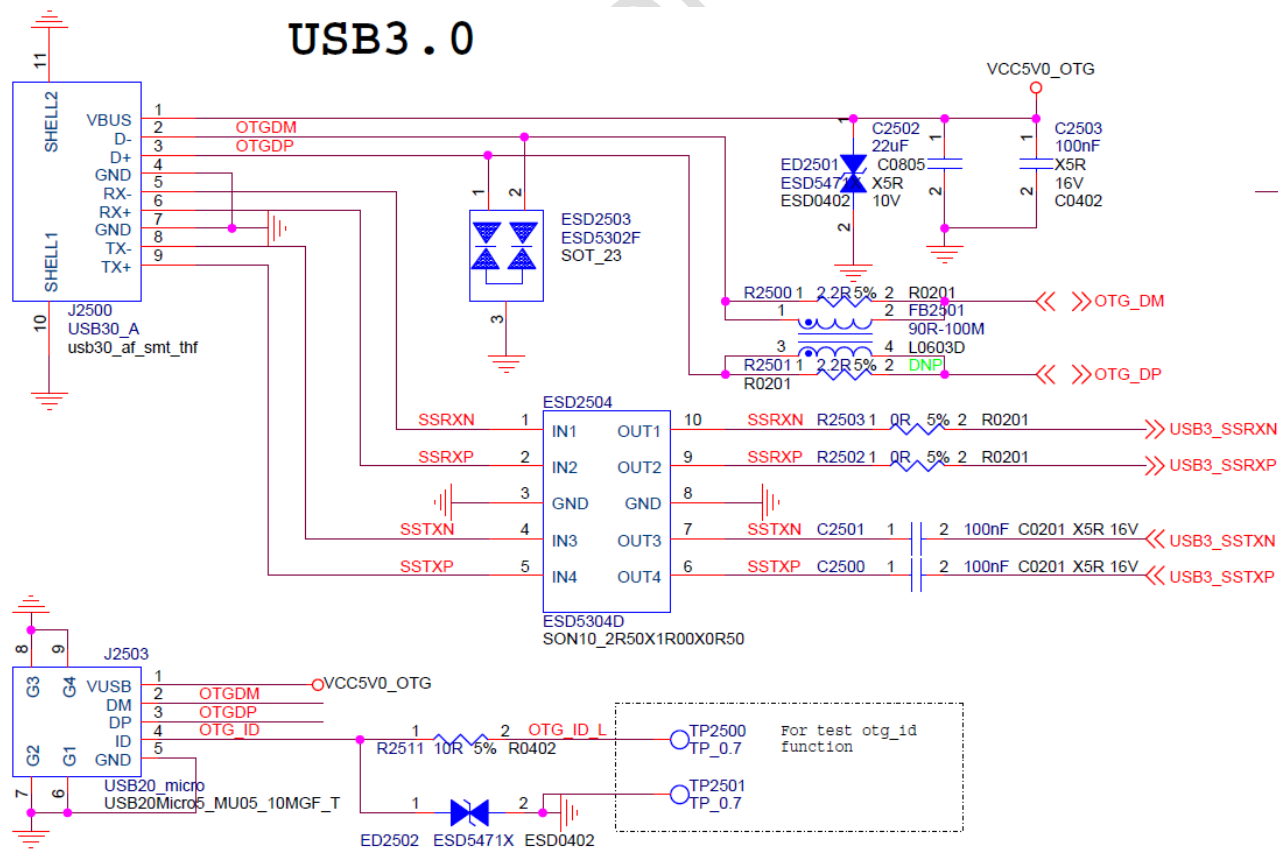 USB3.0
11
SHELL2
SHELL1
10
VBUS 1
D- 2 OTGDM
D+ 3 OTGDP
GND 4
RX- 5
RX+ 6
GND 7
TX- 8
TX+ 9
J2500
USB30_A
usb30_af_smt_thf
1 2
ESD2503
ESD5302F
SOT_23
3
VCC5V0_OTG
1
ED2501
ESD5471X
ESD0402
2
1
C2502
22uF
C0805
X5R
10V
2
1
C2503
100nF
X5R
16V
C0402
2
R2500 1 2.2R 5% 2 R0201
OTG_DM
1 2 FB2501
90R-100M
3 4 L0603D
R2501 1 2.2R 5% 2 DNP
R0201
OTG_DP
ESD2504
SSRXN 1 IN1 OUT1 10 SSRXN R2503 1 0R 5% 2 R0201 USB3_SSRXN
SSRXP 2 IN2 OUT2 9 SSRXP R2502 1 0R 5% 2 R0201 USB3_SSRXP
3 GND GND 8
SSTXN 4 IN3 OUT3 7 SSTXN C2501 1 2 100nF C0201 X5R 16V USB3_SSTXN
SSTXP 5 IN4 OUT4 6 SSTXP C2500 1 2 100nF C0201 X5R 16V USB3_SSTXP
ESD5304D
SON10_2R50X1R00X0R50
8 9
J2503
G3 G4
G2 G1
7 6
VUSB 1 VCC5V0_OTG
DM 2 OTGDM
DP 3 OTGDP
ID 4 OTG_ID
GND 5
USB20_micro
USB20Micro5_MU05_10MGF_T
1 2 OTG_ID_L
R2511 10R 5% R0402
1 2
ED2502 ESD5471X ESD0402
TP2500
TP_0.7
TP2501
TP_0.7
For test otg_id
function